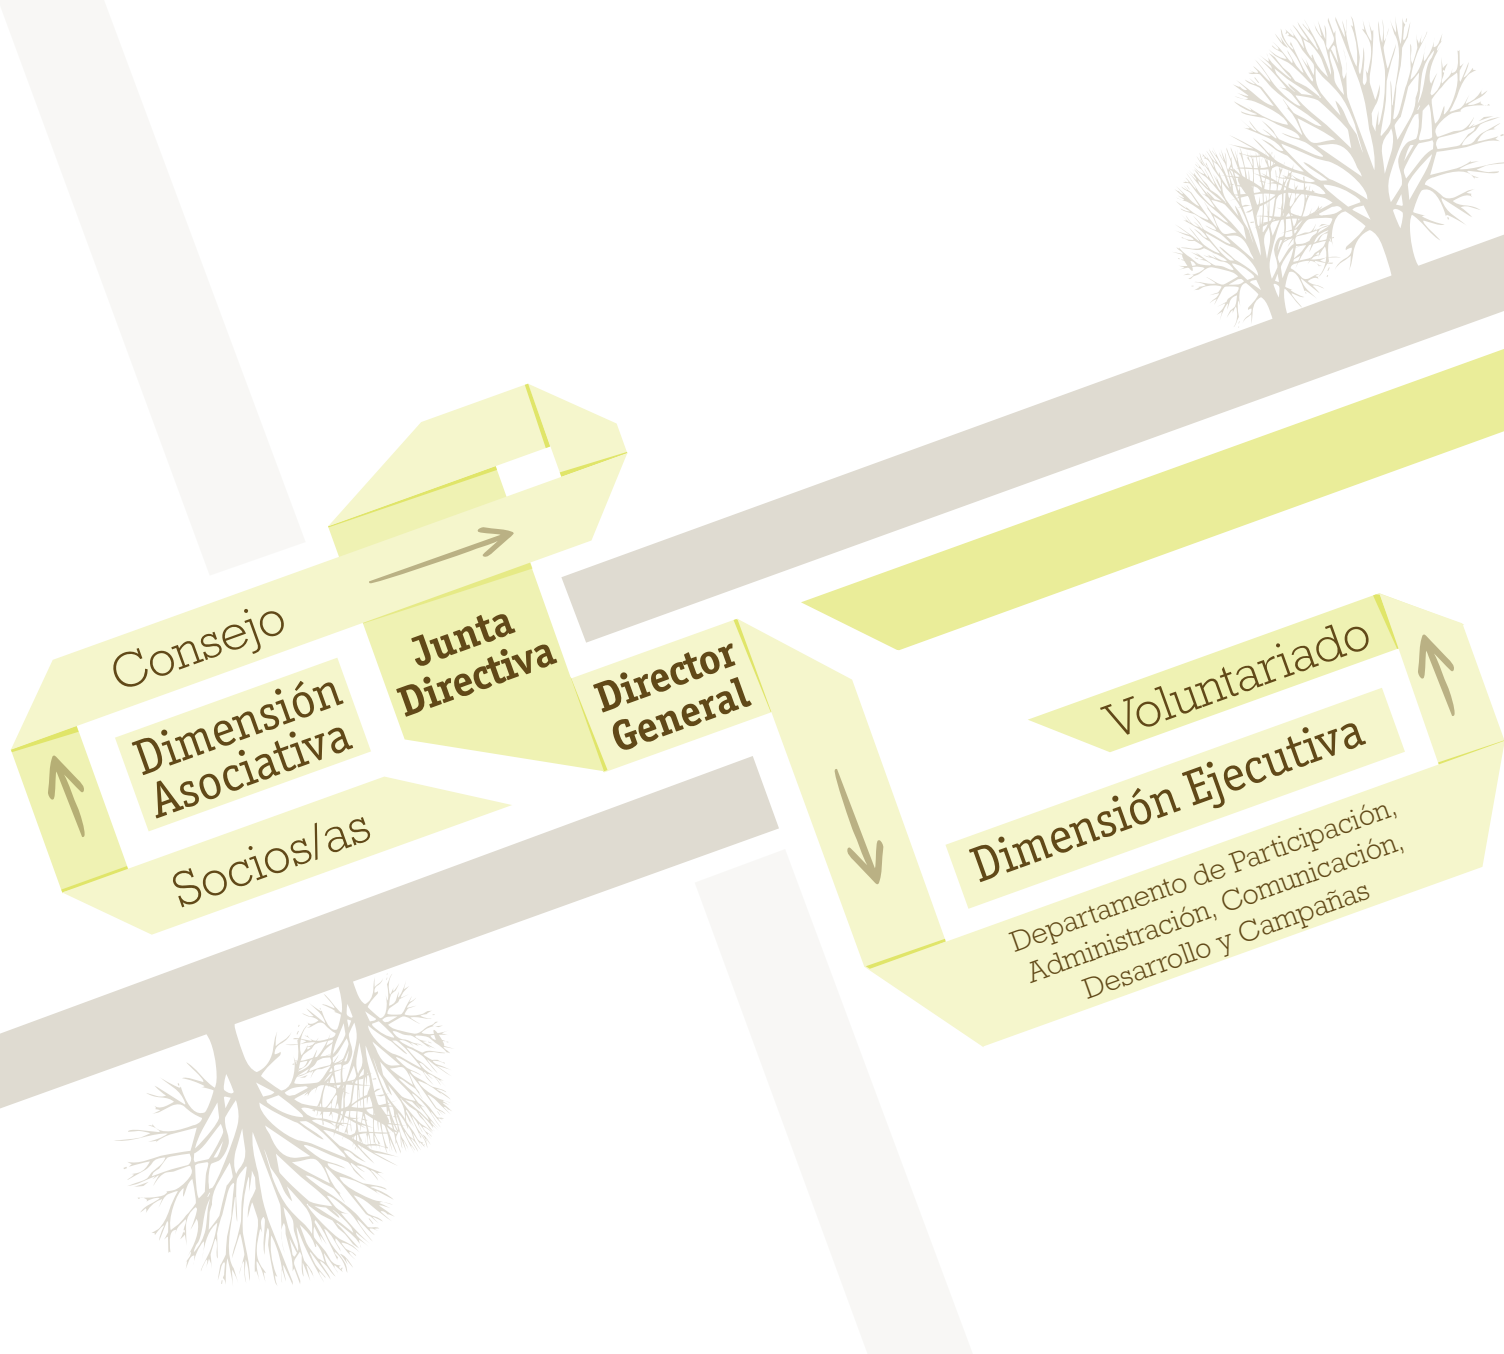 Consejo
Dimensión
Asociativa
Socios/as
Junta
Directiva
Director
General
Voluntariado
Dimensión Ejecutiva
Departamento de Participación,
Administración, Comunicación,
Desarrollo y Campañas